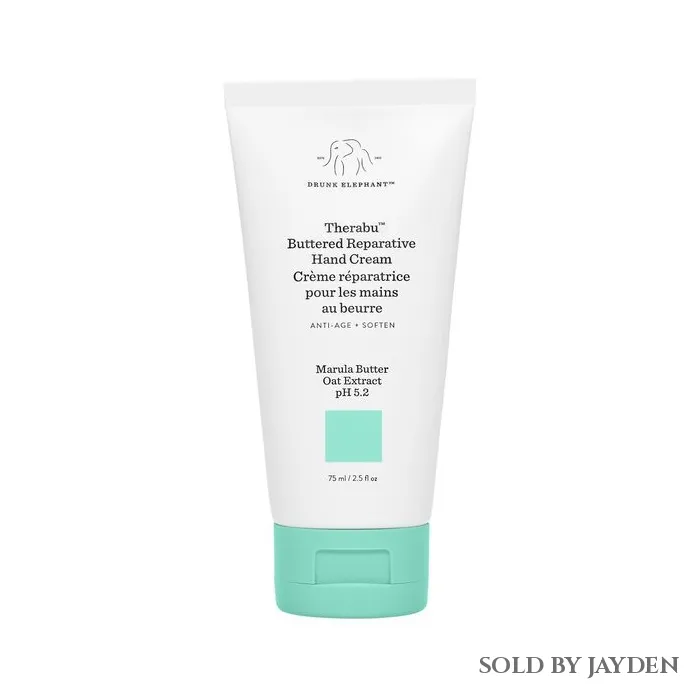 DRUNK ELEPHANT™
Therabu™
Buttered Reparative
Hand Cream
Crème réparatrice
pour les mains
au beurre
ANTI-AGE + SOFTEN
Marula Butter
Oat Extract
pH 5.2
75 ml / 2.5 fl oz
SOLD BY JAYDEN